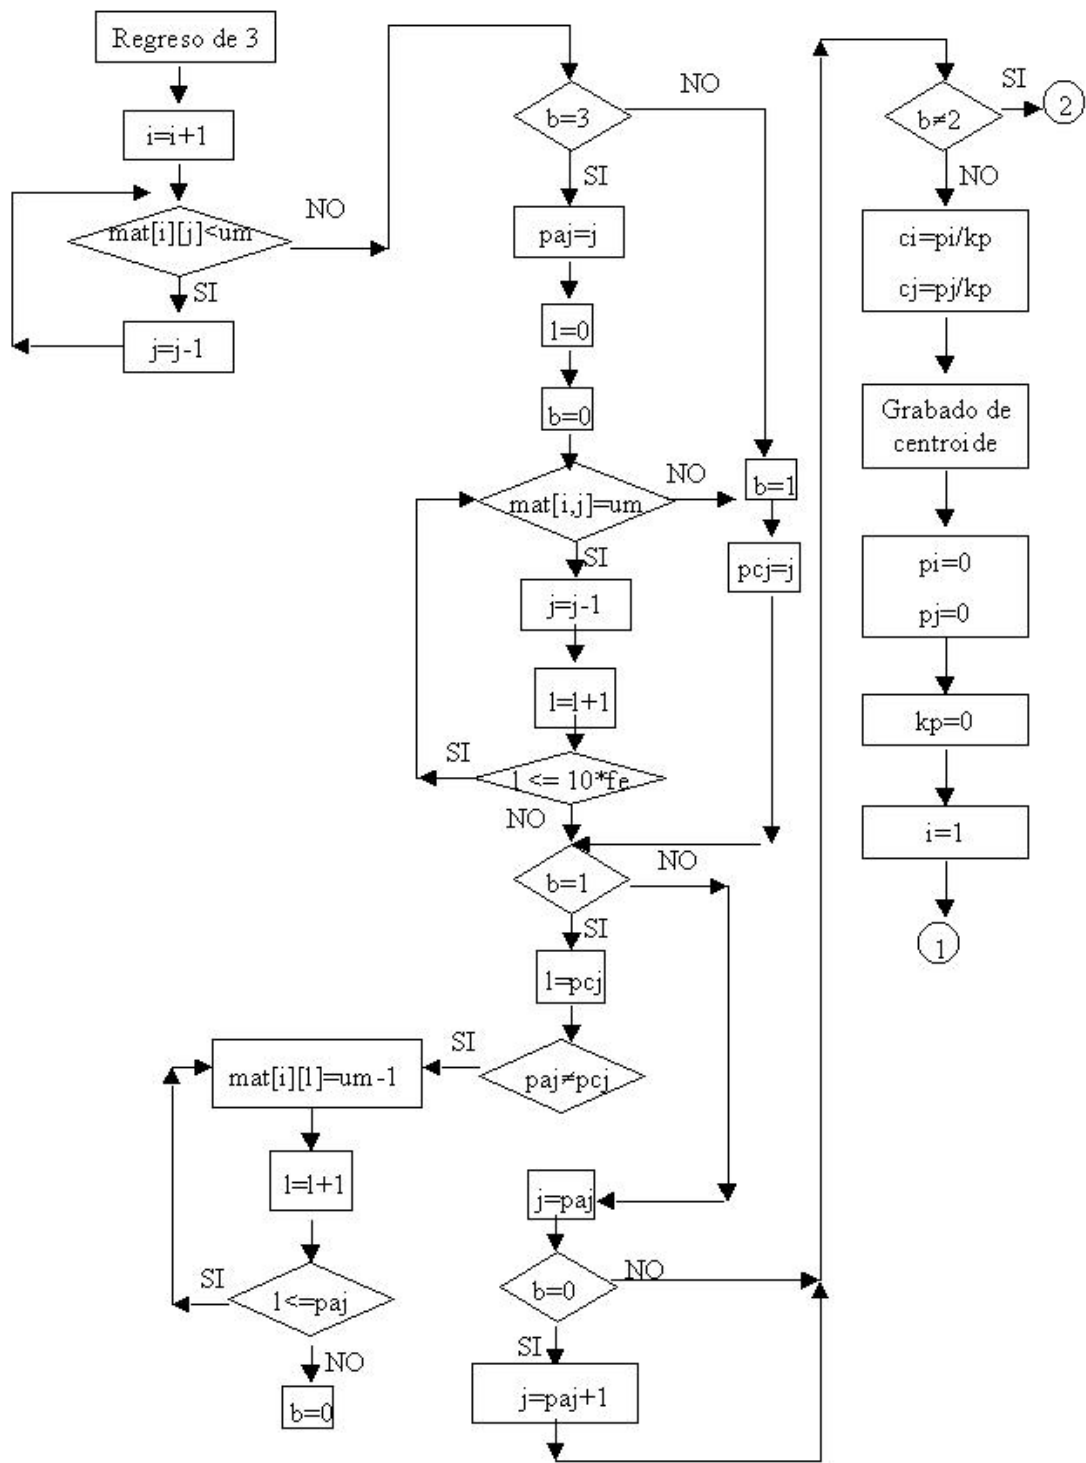 Regreso de 3
i=i+1
mat[i][j]<um
NO
SI
j=j-1
b=3
NO
SI
paj=j
l=0
b=0
mat[i,j]=um
NO
b=1
pcj=j
SI
j=j-1
l=l+1
SI
l <= 10*fe
NO
b=1
NO
SI
l=pcj
paj≠pcj
SI
mat[i][l]=um-1
l=l+1
SI
l<=paj
NO
b=0
j=paj
b=0
NO
SI
j=paj+1
b≠2
SI
2
NO
ci=pi/kp
cj=pj/kp
Grabado de
centroide
pi=0
pj=0
kp=0
i=1
1